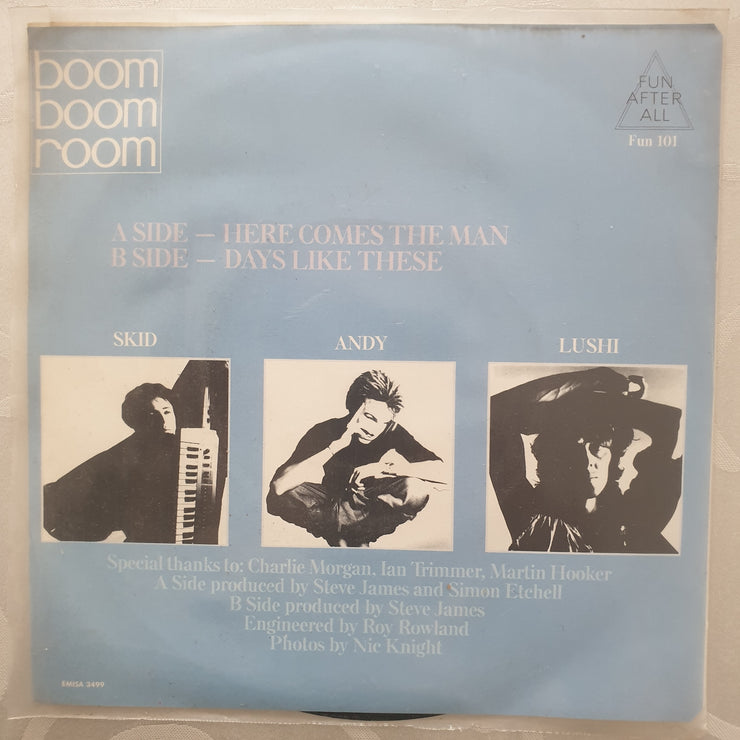 boom
boom
room
FUN
AFTER
ALL
Fun 101
A SIDE — HERE COMES THE MAN
B SIDE — DAYS LIKE THESE
SKID
ANDY
LUSHI
Special thanks to: Charlie Morgan, Ian Trimmer, Martin Hooker
A Side produced by Steve James and Simon Etchell
B Side produced by Steve James
Engineered by Roy Rowland
Photos by Nic Knight
EMISA 3499